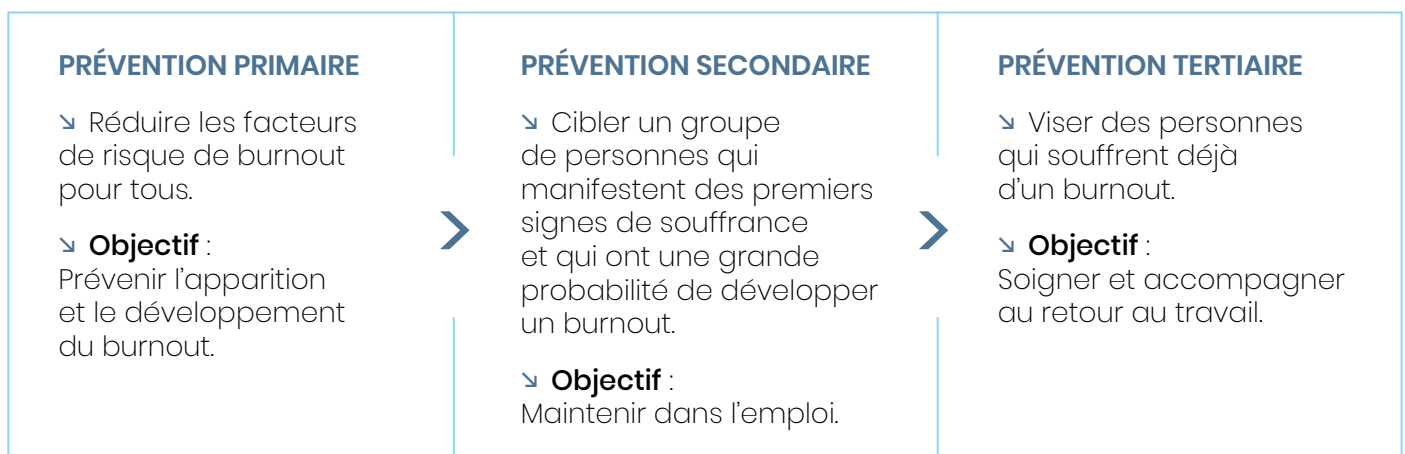 PRÉVENTION PRIMAIRE
↘ Réduire les facteurs
de risque de burnout
pour tous.
↘ Objectif :
Prévenir l’apparition
et le développement
du burnout.
PRÉVENTION SECONDAIRE
↘ Cibler un groupe
de personnes qui
manifestent des premiers
signes de souffrance
et qui ont une grande
probabilité de développer
un burnout.
↘ Objectif :
Maintenir dans l’emploi.
PRÉVENTION TERTIAIRE
↘ Viser des personnes
qui souffrent déjà
d’un burnout.
↘ Objectif :
Soigner et accompagner
au retour au travail.